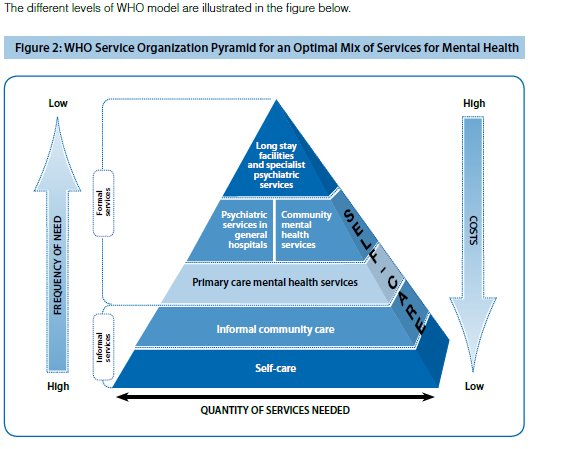 The different levels of WHO model are illustrated in the figure below.
Figure 2: WHO Service Organization Pyramid for an Optimal Mix of Services for Mental Health
Low
High
Long stay
facilities
and specialist
psychiatric
services
Formal
services
Psychiatric
services in
general
hospitals
Community
mental
health
services
SELF-CARE
FREQUENCY OF NEED
COSTS
Primary care mental health services
Informal community care
Informal
services
Self-care
High
Low
QUANTITY OF SERVICES NEEDED